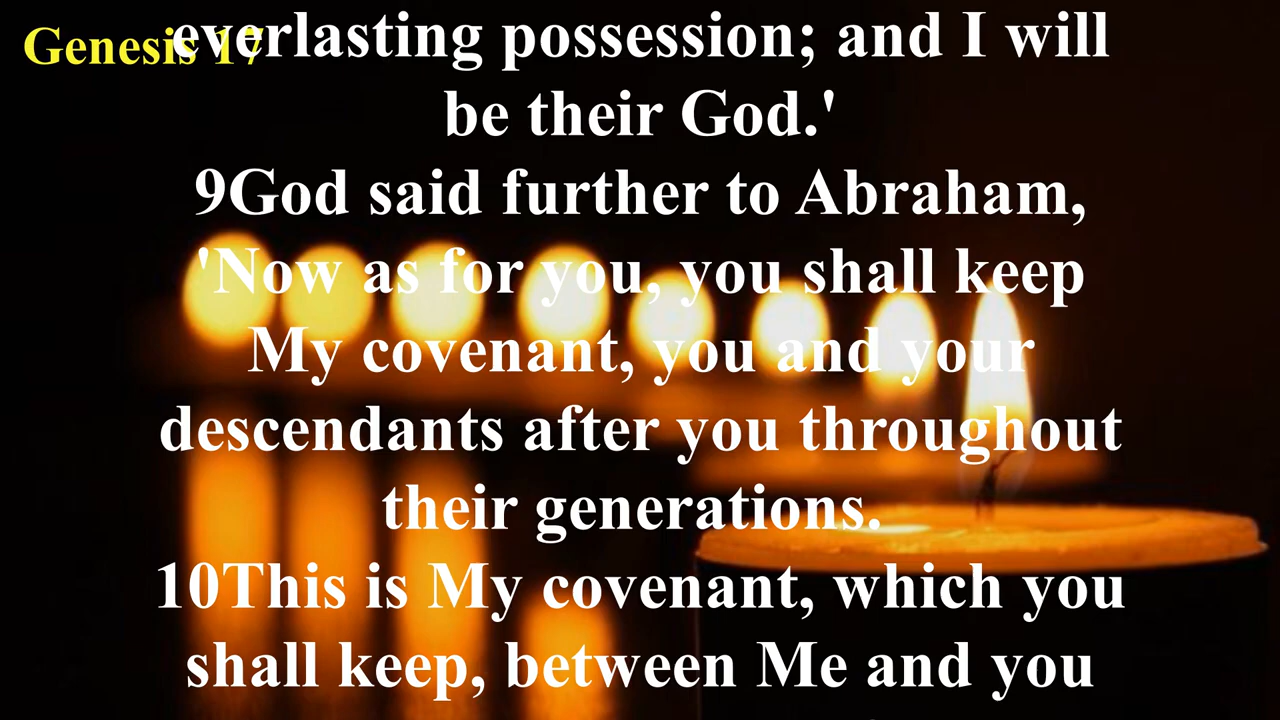 Genesis 17
everlasting possession; and I will
be their God.'
9God said further to Abraham,
'Now as for you, you shall keep
My covenant, you and your
descendants after you throughout
their generations.
10This is My covenant, which you
shall keep, between Me and you